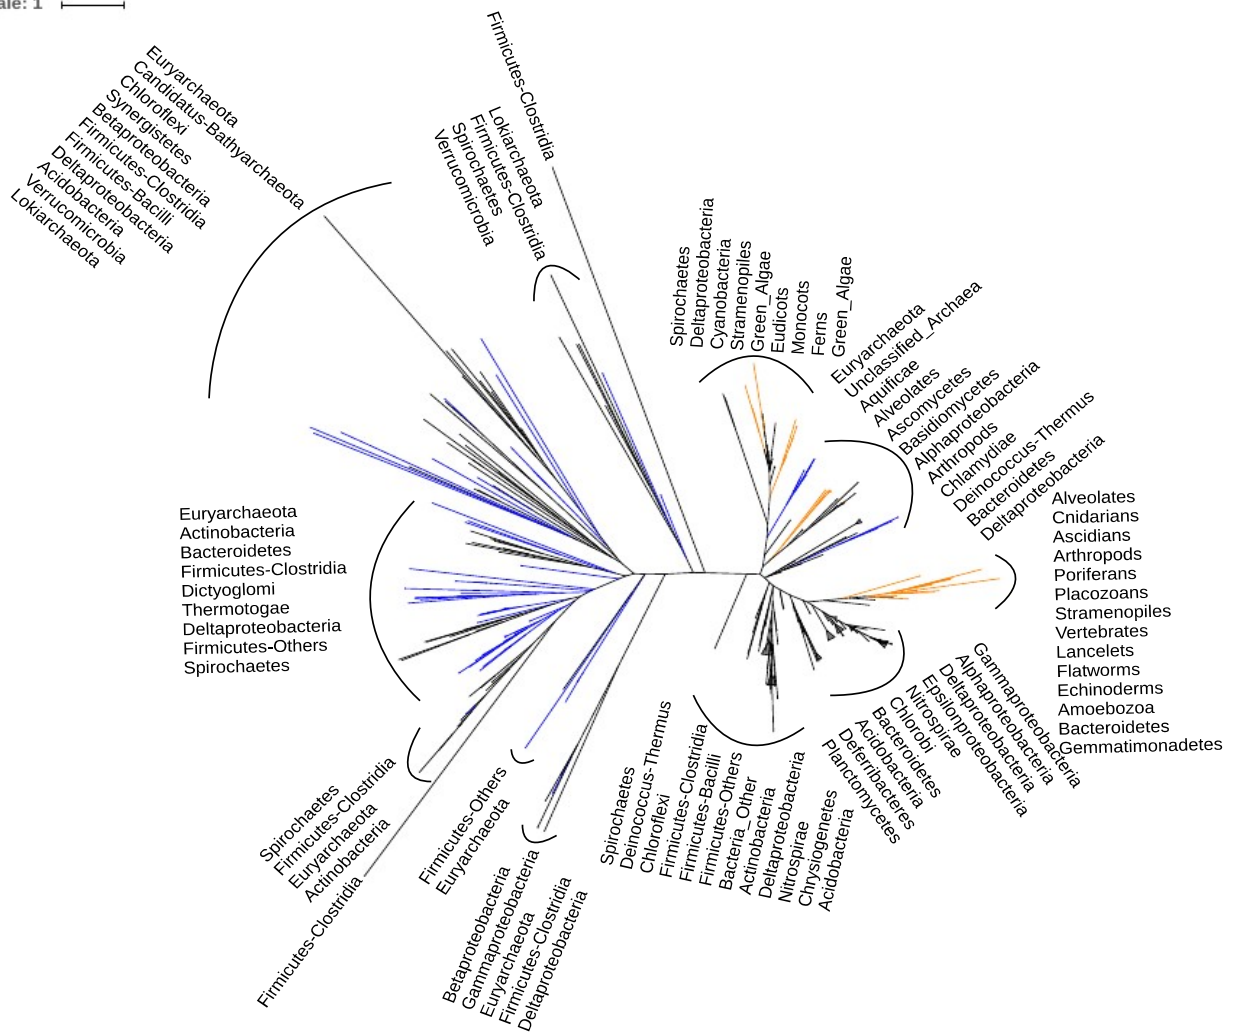 ale: 1
Firmicutes-Clostridia
Euryarchaeota
Candidatus-Bathyarchaeota
Chloroflexi
Synergistetes
Betaproteobacteria
Firmicutes-Clostridia
Firmicutes-Bacilli
Deltaproteobacteria
Acidobacteria
Verrucomicrobia
Lokiarchaeota
Lokiarchaeota
Firmicutes-Clostridia
Spirochaetes
Verrucomicrobia
Spirochaetes
Deltaproteobacteria
Cyanobacteria
Stramenopiles
Green_Algae
Eudicots
Monocots
Ferns
Green_Algae
Euryarchaeota
Unclassified_Archaea
Aquificae
Alveolates
Ascomycetes
Basidiomycetes
Alphaproteobacteria
Arthropods
Chlamydiae
Deinococcus-Thermus
Bacteroidetes
Deltaproteobacteria
Alveolates
Cnidarians
Ascidians
Arthropods
Poriferans
Placozoans
Stramenopiles
Vertebrates
Lancelets
Flatworms
Echinoderms
Amoebozoa
Bacteroidetes
Gemmatimonadetes
Euryarchaeota
Actinobacteria
Bacteroidetes
Firmicutes-Clostridia
Dictyoglomi
Thermotogae
Deltaproteobacteria
Firmicutes-Others
Spirochaetes
Gammaproteobacteria
Alphaproteobacteria
Deltaproteobacteria
Epsilonproteobacteria
Nitrospirae
Chlorobi
Bacteroidetes
Acidobacteria
Deferribacteres
Planctomycetes
Spirochaetes
Deinococcus-Thermus
Chloroflexi
Firmicutes-Clostridia
Firmicutes-Bacilli
Firmicutes-Others
Bacteria_Other
Actinobacteria
Deltaproteobacteria
Nitrospirae
Chrysiogenetes
Acidobacteria
Spirochaetes
Firmicutes-Clostridia
Euryarchaeota
Actinobacteria
Firmicutes-Clostridia
Firmicutes-Others
Euryarchaeota
Betaproteobacteria
Gammaproteobacteria
Euryarchaeota
Firmicutes-Clostridia
Deltaproteobacteria